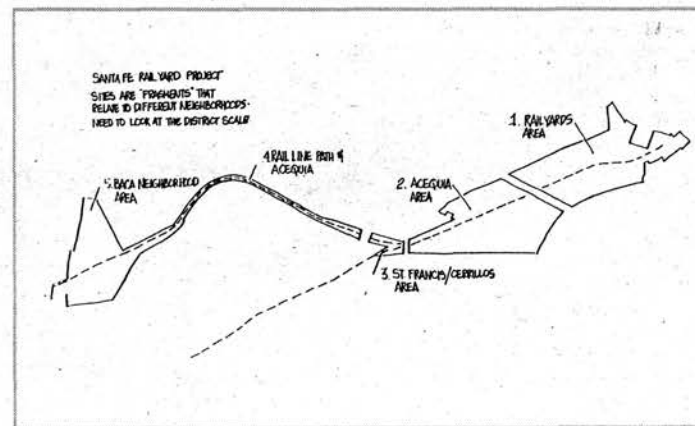 SANTA FE RAIL YARD PROJECT
SITES ARE "FRAGMENTS" THAT
RELATE TO DIFFERENT NEIGHBORHOODS.
NEED TO LOOK AT THE DISTRICT SCALE
1. RAILYARDS
AREA
2. ACEQUIA
AREA
3. ST FRANCIS/CERRILLOS
AREA
4. RAIL LINE PATH &
ACEQUIA
5. BACA NEIGHBORHOOD
AREA